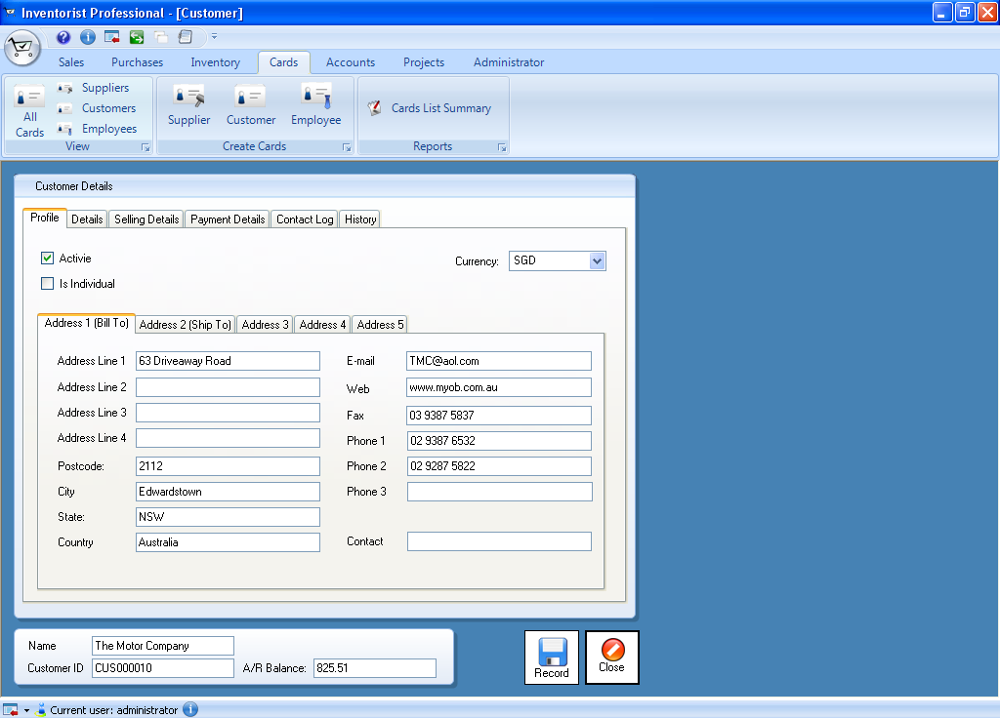 Inventorist Professional - [Customer]
Sales Purchases Inventory Cards Accounts Projects Administrator
All Cards
Suppliers
Customers
Employees
View
Supplier Customer Employee
Create Cards
Cards List Summary
Reports
Customer Details
Profile Details Selling Details Payment Details Contact Log History
Activie
Currency: SGD
Is Individual
Address 1 (Bill To) Address 2 (Ship To) Address 3 Address 4 Address 5
Address Line 1 63 Driveaway Road E-mail TMC@aol.com
Address Line 2 Web www.myob.com.au
Address Line 3 Fax 03 9387 5837
Address Line 4 Phone 1 02 9387 6532
Postcode: 2112 Phone 2 02 9287 5822
City Edwardstown Phone 3
State: NSW
Country Australia Contact
Name The Motor Company
Customer ID CUS000010 A/R Balance: 825.51
Record Close
Current user: administrator